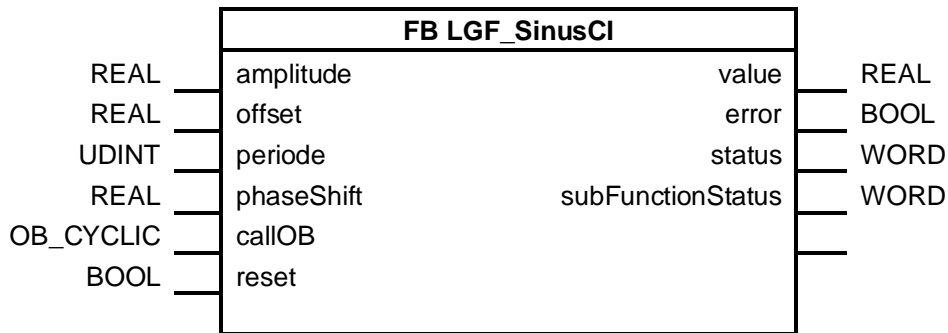 FB LGF_SinusCI
REAL amplitude value REAL
REAL offset error BOOL
UDINT periode status WORD
REAL phaseShift subFunctionStatus WORD
OB_CYCLIC callOB
BOOL reset